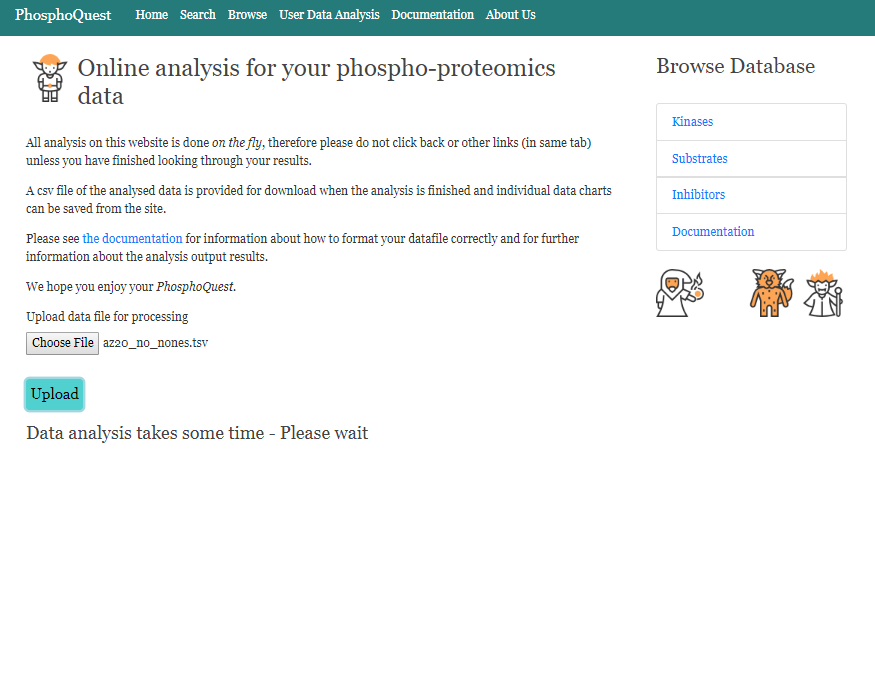 PhosphoQuest Home Search Browse User Data Analysis Documentation About Us
Online analysis for your phospho-proteomics
data
All analysis on this website is done on the fly, therefore please do not click back or other links (in same tab)
unless you have finished looking through your results.
A csv file of the analysed data is provided for download when the analysis is finished and individual data charts
can be saved from the site.
Please see the documentation for information about how to format your datafile correctly and for further
information about the analysis output results.
We hope you enjoy your PhosphoQuest.
Upload data file for processing
Choose File az20_no_nones.tsv
Upload
Data analysis takes some time - Please wait
Browse Database
Kinases
Substrates
Inhibitors
Documentation